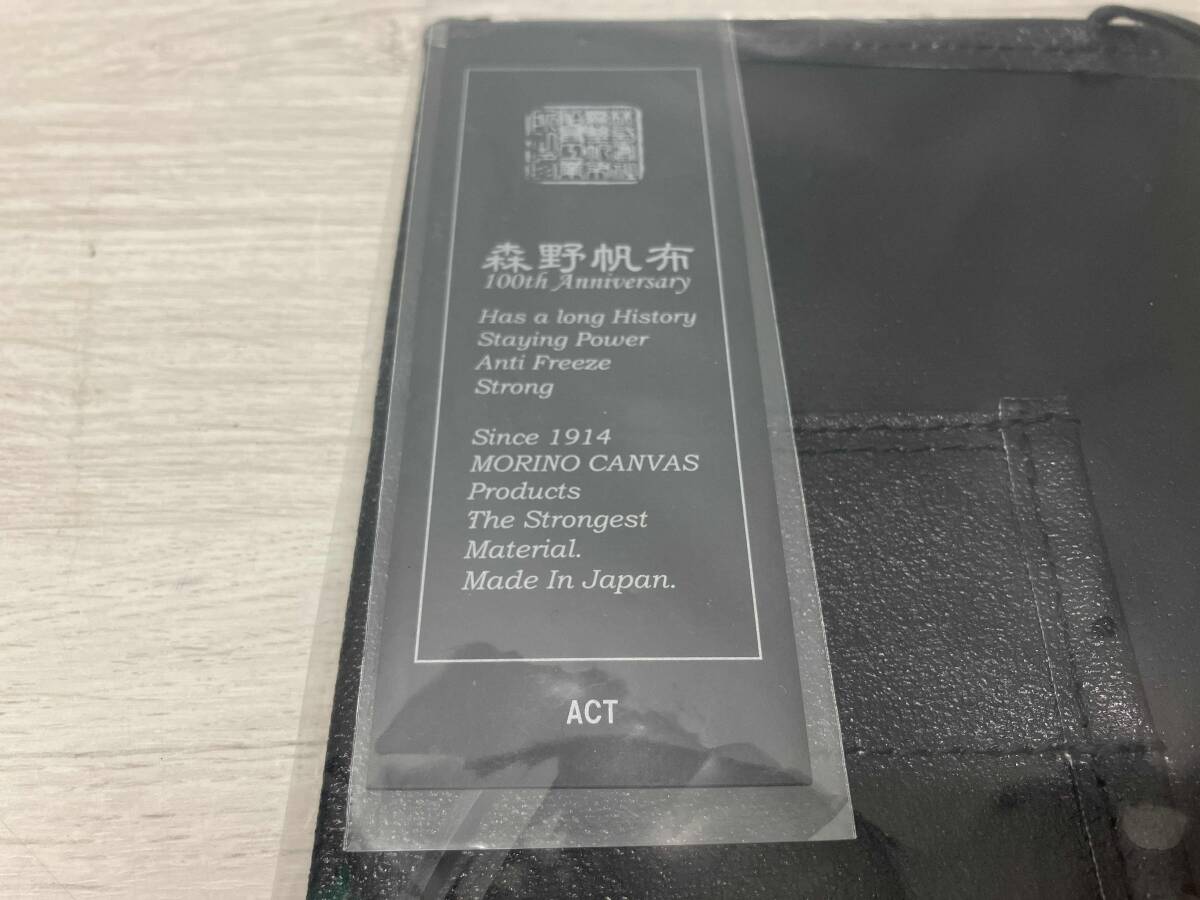 森野帆布
100th Anniversary
Has a long History
Staying Power
Anti Freeze
Strong
Since 1914
MORINO CANVAS
Products
The Strongest
Material.
Made In Japan.
ACT